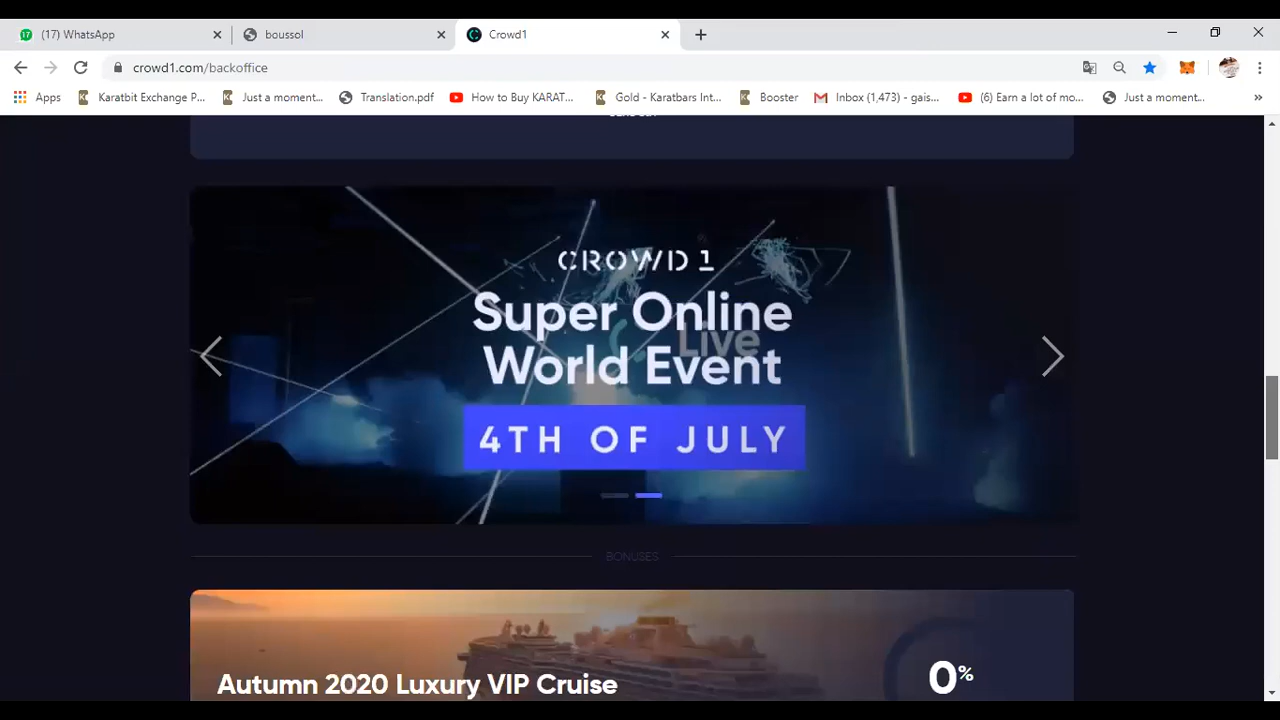 17
(17) WhatsApp
boussol
Crowd1
crowd1.com/backoffice
Apps
Karatbit Exchange P...
Just a moment...
Translation.pdf
How to Buy KARAT...
Gold - Karatbars Int...
Booster
Inbox (1,473) - gais...
(6) Earn a lot of mo...
Just a moment...
CROWD 1
Super Online
Live
World Event
4TH OF JULY
BONUSES
Autumn 2020 Luxury VIP Cruise
0%